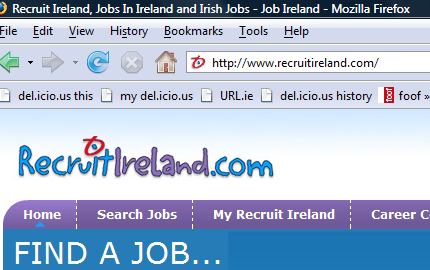 Recruit Ireland, Jobs In Ireland and Irish Jobs - Job Ireland - Mozilla Firefox
File Edit View History Bookmarks Tools Help
http://www.recruitireland.com/
del.icio.us this my del.icio.us URL.ie del.icio.us history foof »
RecruitIreland.com
Home Search Jobs My Recruit Ireland Career C
FIND A JOB...